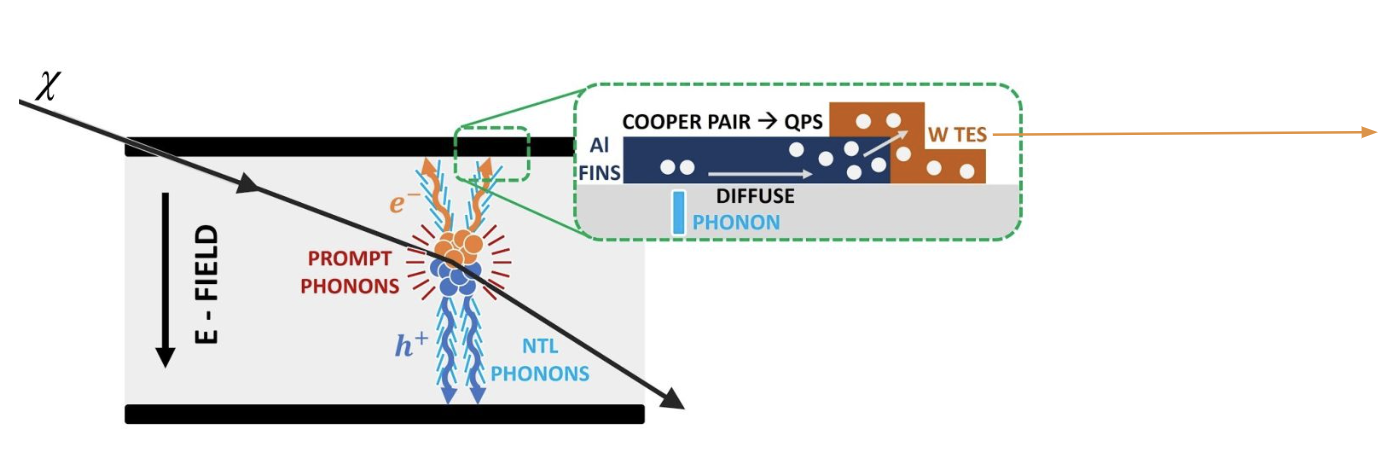 χ
COOPER PAIR → QPS
Al
FINS
W TES
DIFFUSE
PHONON
e⁻
E - FIELD
PROMPT
PHONONS
h⁺
NTL
PHONONS